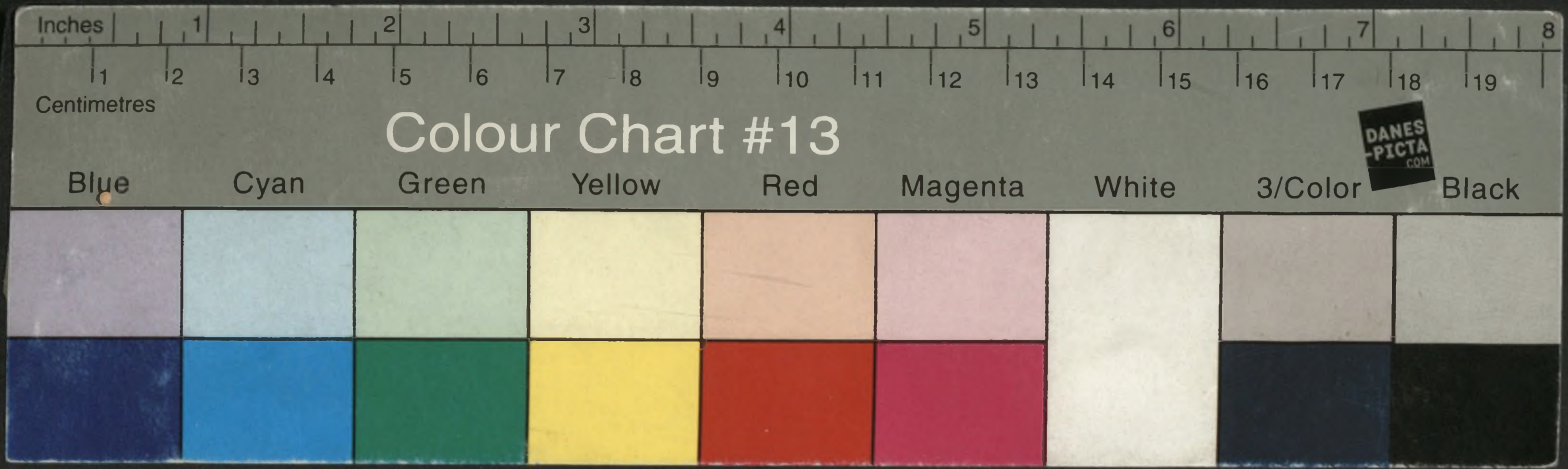 Inches 1 2 3 4 5 6 7 8
1 2 3 4 5 6 7 8 9 10 11 12 13 14 15 16 17 18 19
Centimetres
Colour Chart #13
DANES
-PICTA
.COM
Blue Cyan Green Yellow Red Magenta White 3/Color Black